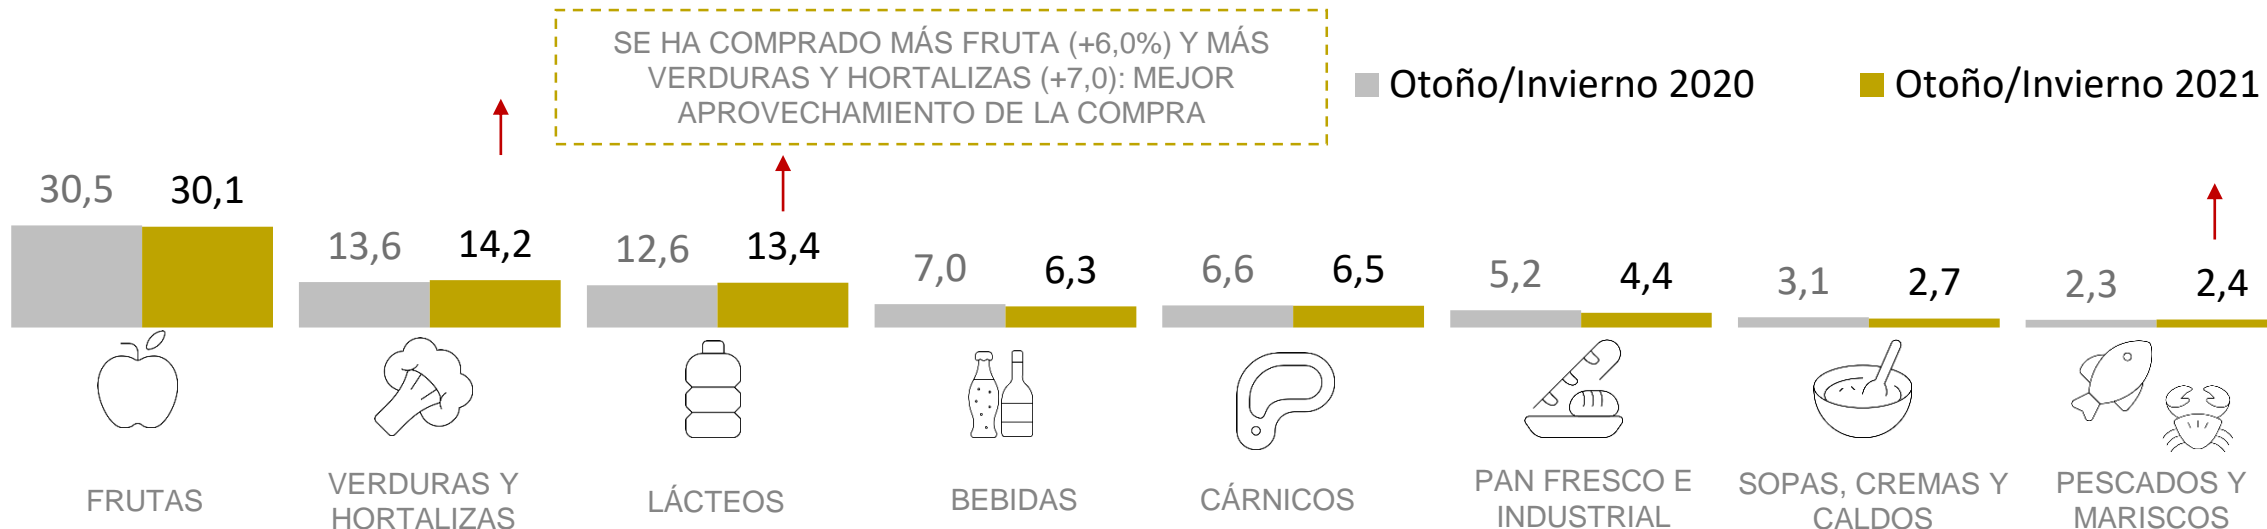 SE HA COMPRADO MÁS FRUTA (+6,0%) Y MÁS
VERDURAS Y HORTALIZAS (+7,0): MEJOR
APROVECHAMIENTO DE LA COMPRA
Otoño/Invierno 2020
Otoño/Invierno 2021
30,5 30,1
13,6 14,2
12,6 13,4
7,0 6,3
6,6 6,5
5,2 4,4
3,1 2,7
2,3 2,4
FRUTAS
VERDURAS Y
HORTALIZAS
LÁCTEOS
BEBIDAS
CÁRNICOS
PAN FRESCO E
INDUSTRIAL
SOPAS, CREMAS Y
CALDOS
PESCADOS Y
MARISCOS